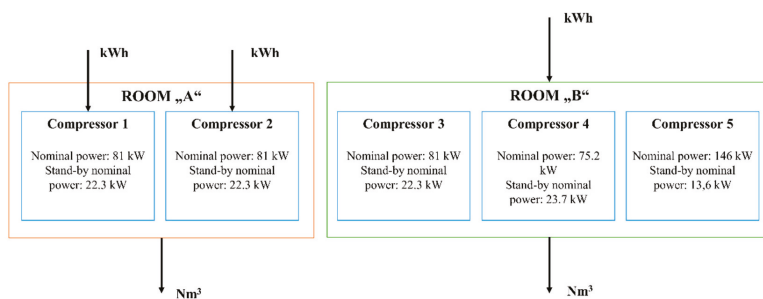 kWh
kWh
kWh
ROOM „A“
ROOM „B“
Compressor 1
Nominal power: 81 kW
Stand-by nominal
power: 22.3 kW
Compressor 2
Nominal power: 81 kW
Stand-by nominal
power: 22.3 kW
Compressor 3
Nominal power: 81 kW
Stand-by nominal
power: 22.3 kW
Compressor 4
Nominal power: 75.2
kW
Stand-by nominal
power: 23.7 kW
Compressor 5
Nominal power: 146 kW
Stand-by nominal
power: 13,6 kW
Nm³
Nm³